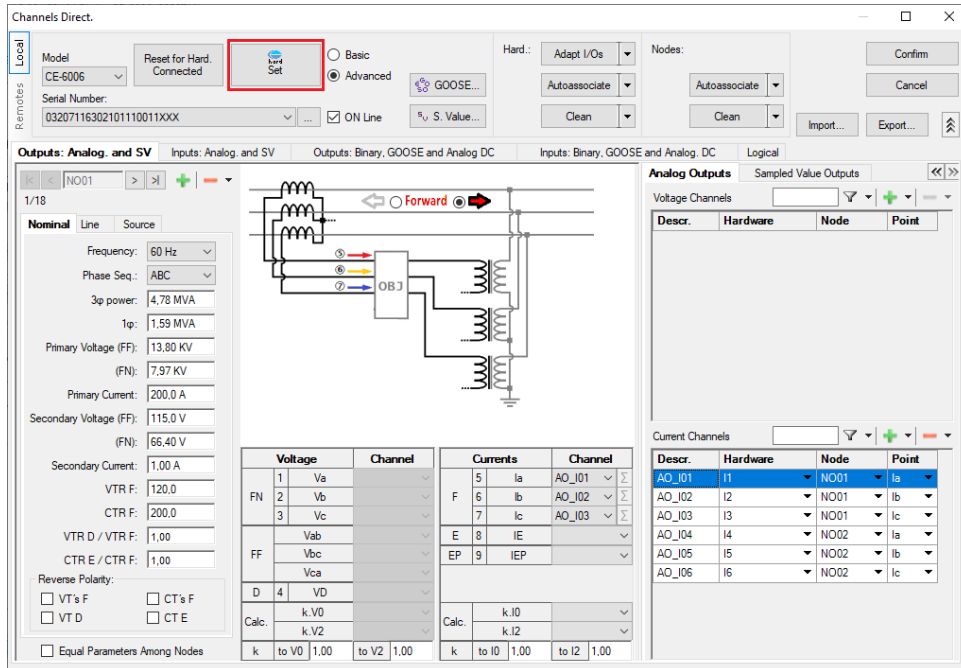 Channels Direct.
Local
Remotes
Model
CE-6006
Serial Number:
03207116302101110011XXX
...
Reset for Hard.
Connected
hard
Set
Basic
Advanced
ON Line
GOOSE...
S. Value...
Hard.:
Adapt I/Os
Autoassociate
Clean
Nodes:
Autoassociate
Clean
Confirm
Cancel
Import...
Export...
Outputs: Analog. and SV
Inputs: Analog. and SV
Outputs: Binary, GOOSE and Analog DC
Inputs: Binary, GOOSE and Analog. DC
Logical
NO01
1/18
Nominal Line Source
Frequency: 60 Hz
Phase Seq.: ABC
3φ power: 4,78 MVA
1φ: 1,59 MVA
Primary Voltage (FF): 13,80 KV
(FN): 7,97 KV
Primary Current: 200,0 A
Secondary Voltage (FF): 115,0 V
(FN): 66,40 V
Secondary Current: 1,00 A
VTR F: 120,0
CTR F: 200,0
VTR D / VTR F: 1,00
CTR E / CTR F: 1,00
Reverse Polarity:
VT's F CT's F
VT D CT E
Equal Parameters Among Nodes
Forward
⑤
⑥
⑦
OBJ
Voltage Channel
FN 1 Va
2 Vb
3 Vc
FF Vab
Vbc
Vca
D 4 VD
Calc. k.V0
k.V2
k to V0 1,00 to V2 1,00
Currents Channel
F 5 Ia AO_I01 Σ
6 Ib AO_I02 Σ
7 Ic AO_I03 Σ
E 8 IE
EP 9 IEP
Calc. k.I0
k.I2
k to I0 1,00 to I2 1,00
Analog Outputs Sampled Value Outputs
Voltage Channels
Descr. Hardware Node Point
Current Channels
Descr. Hardware Node Point
AO_I01 I1 NO01 Ia
AO_I02 I2 NO01 Ib
AO_I03 I3 NO01 Ic
AO_I04 I4 NO02 Ia
AO_I05 I5 NO02 Ib
AO_I06 I6 NO02 Ic